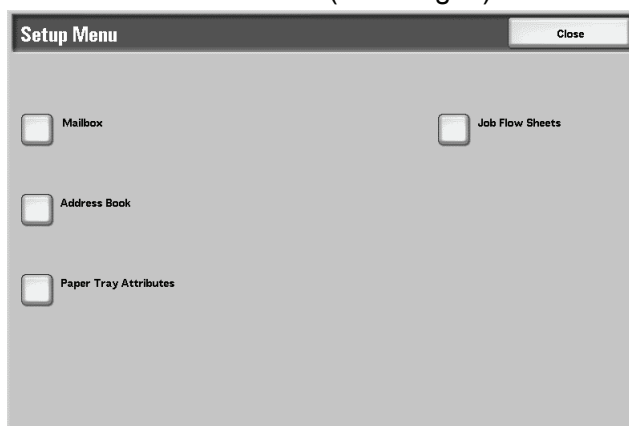 Setup Menu
Close
Mailbox
Job Flow Sheets
Address Book
Paper Tray Attributes